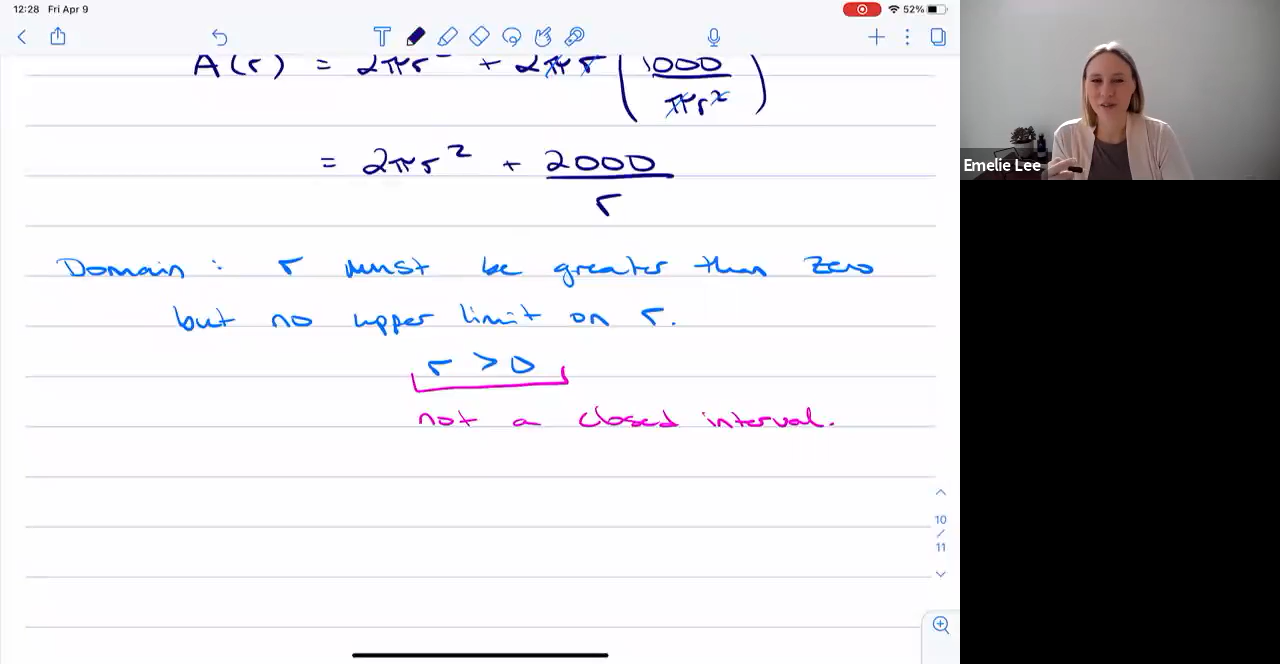 12:28 Fri Apr 9
52%
A(r) = 2πr² + 2πr (1000 / πr²)
= 2πr² + 2000 / r
Emelie Lee
Domain : r must be greater than zero
but no upper limit on r.
r > 0
not a closed interval.
10
/
11